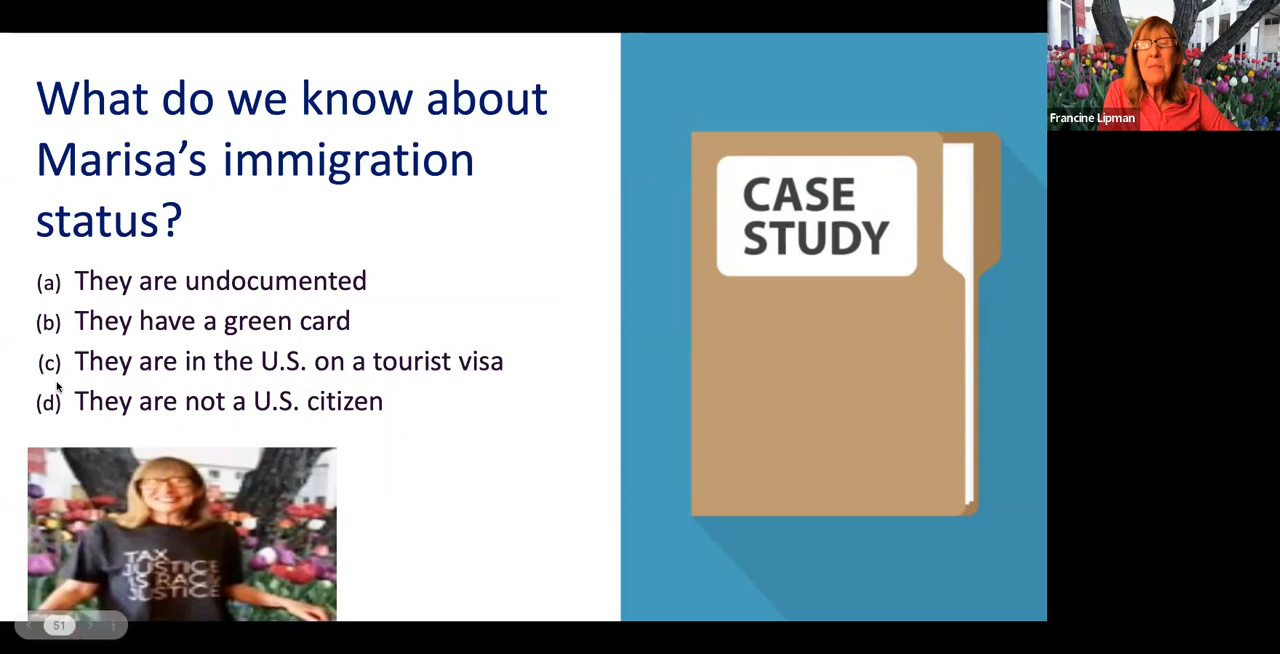 What do we know about
Marisa’s immigration
status?
(a) They are undocumented
(b) They have a green card
(c) They are in the U.S. on a tourist visa
(d) They are not a U.S. citizen
CASE
STUDY
Francine Lipman
TAX
JUSTICE
IS
JUSTICE
51